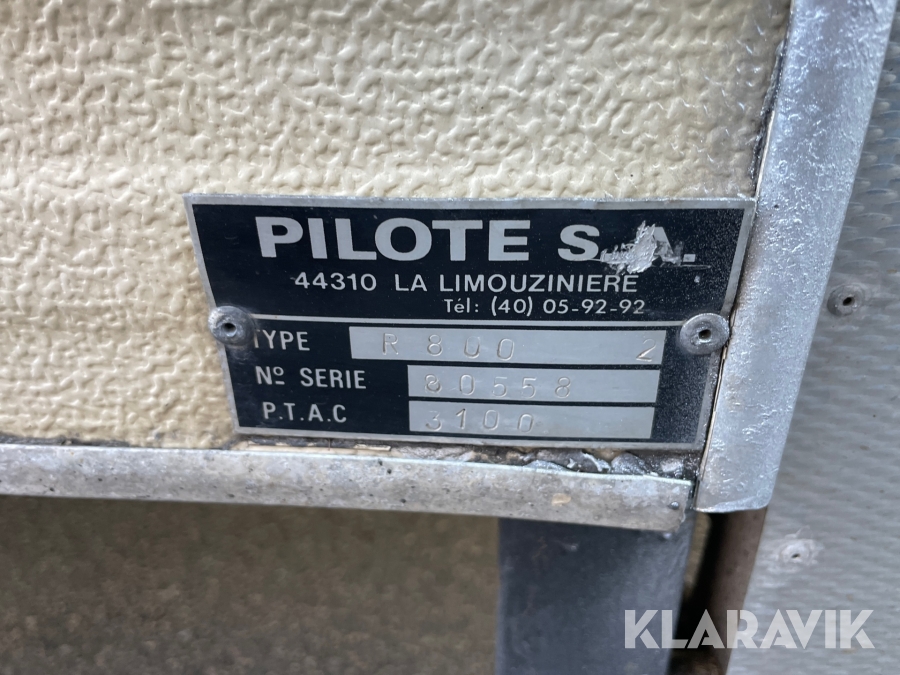 PILOTE S.A.
44310 LA LIMOUZINIERE
Tél: (40) 05-92-92
TYPE R 800 2
Nº SERIE 80558
P.T.A.C 3100
KLARAVIK